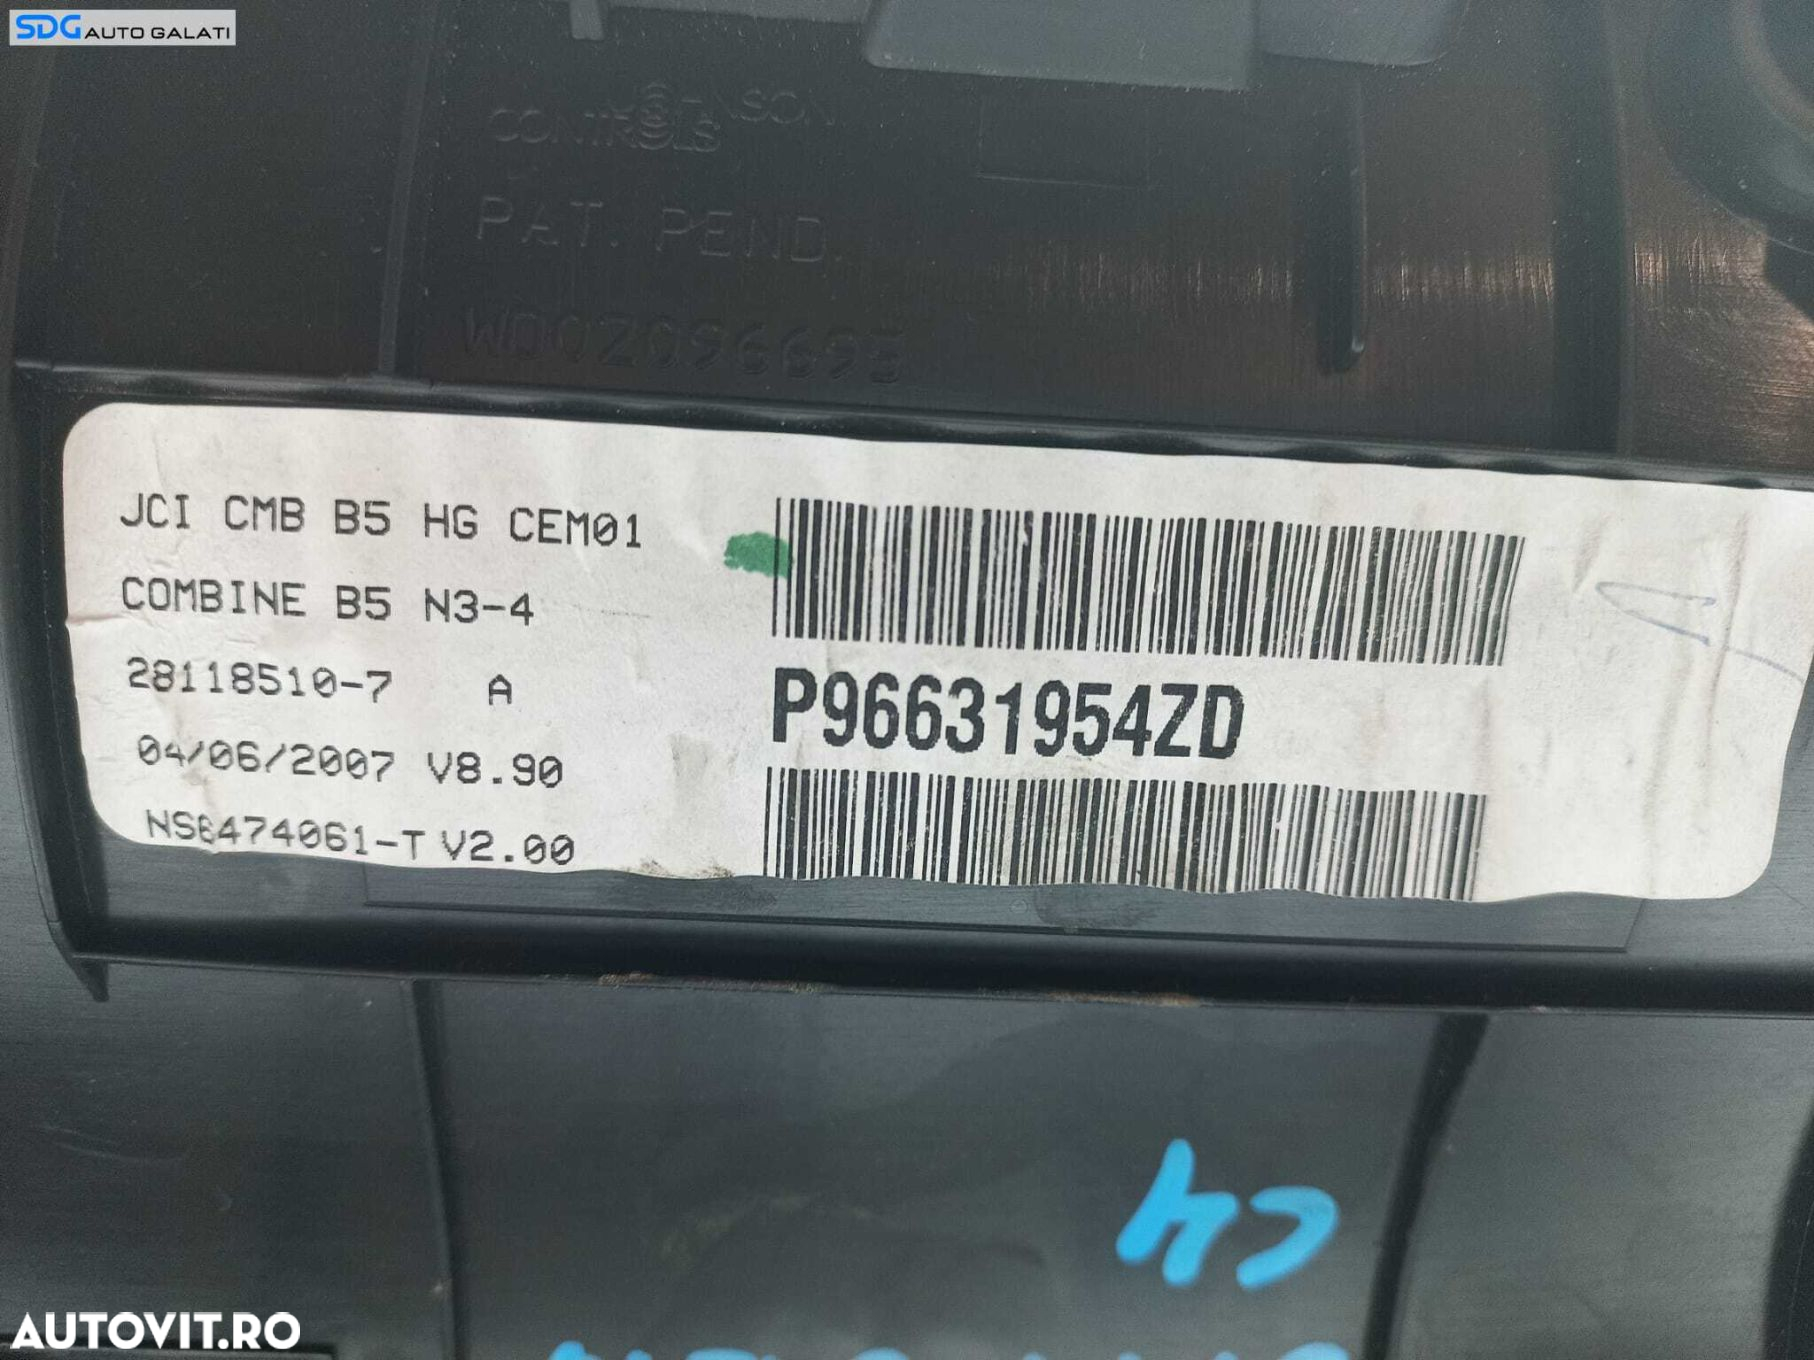 SDG AUTO GALATI
JOHNSON
CONTROLS
PAT. PEND.
W00Z096695
JCI CMB B5 HG CEM01
COMBINE B5 N3-4
28118510-7 A
04/06/2007 V8.90
NS6474061-T V2.00
P96631954ZD
C4
AUTOVIT.RO